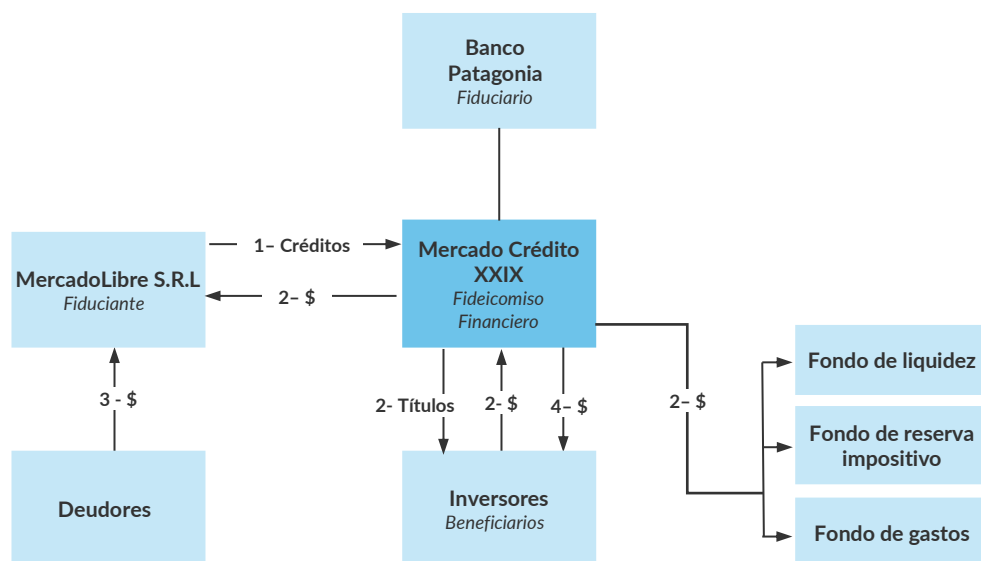 Banco
Patagonia
Fiduciario
1– Créditos
MercadoLibre S.R.L
Fiduciante
2– $
Mercado Crédito
XXIX
Fideicomiso
Financiero
3 - $
2- Títulos
2- $
4– $
2– $
Fondo de liquidez
Fondo de reserva
impositivo
Fondo de gastos
Deudores
Inversores
Beneficiarios